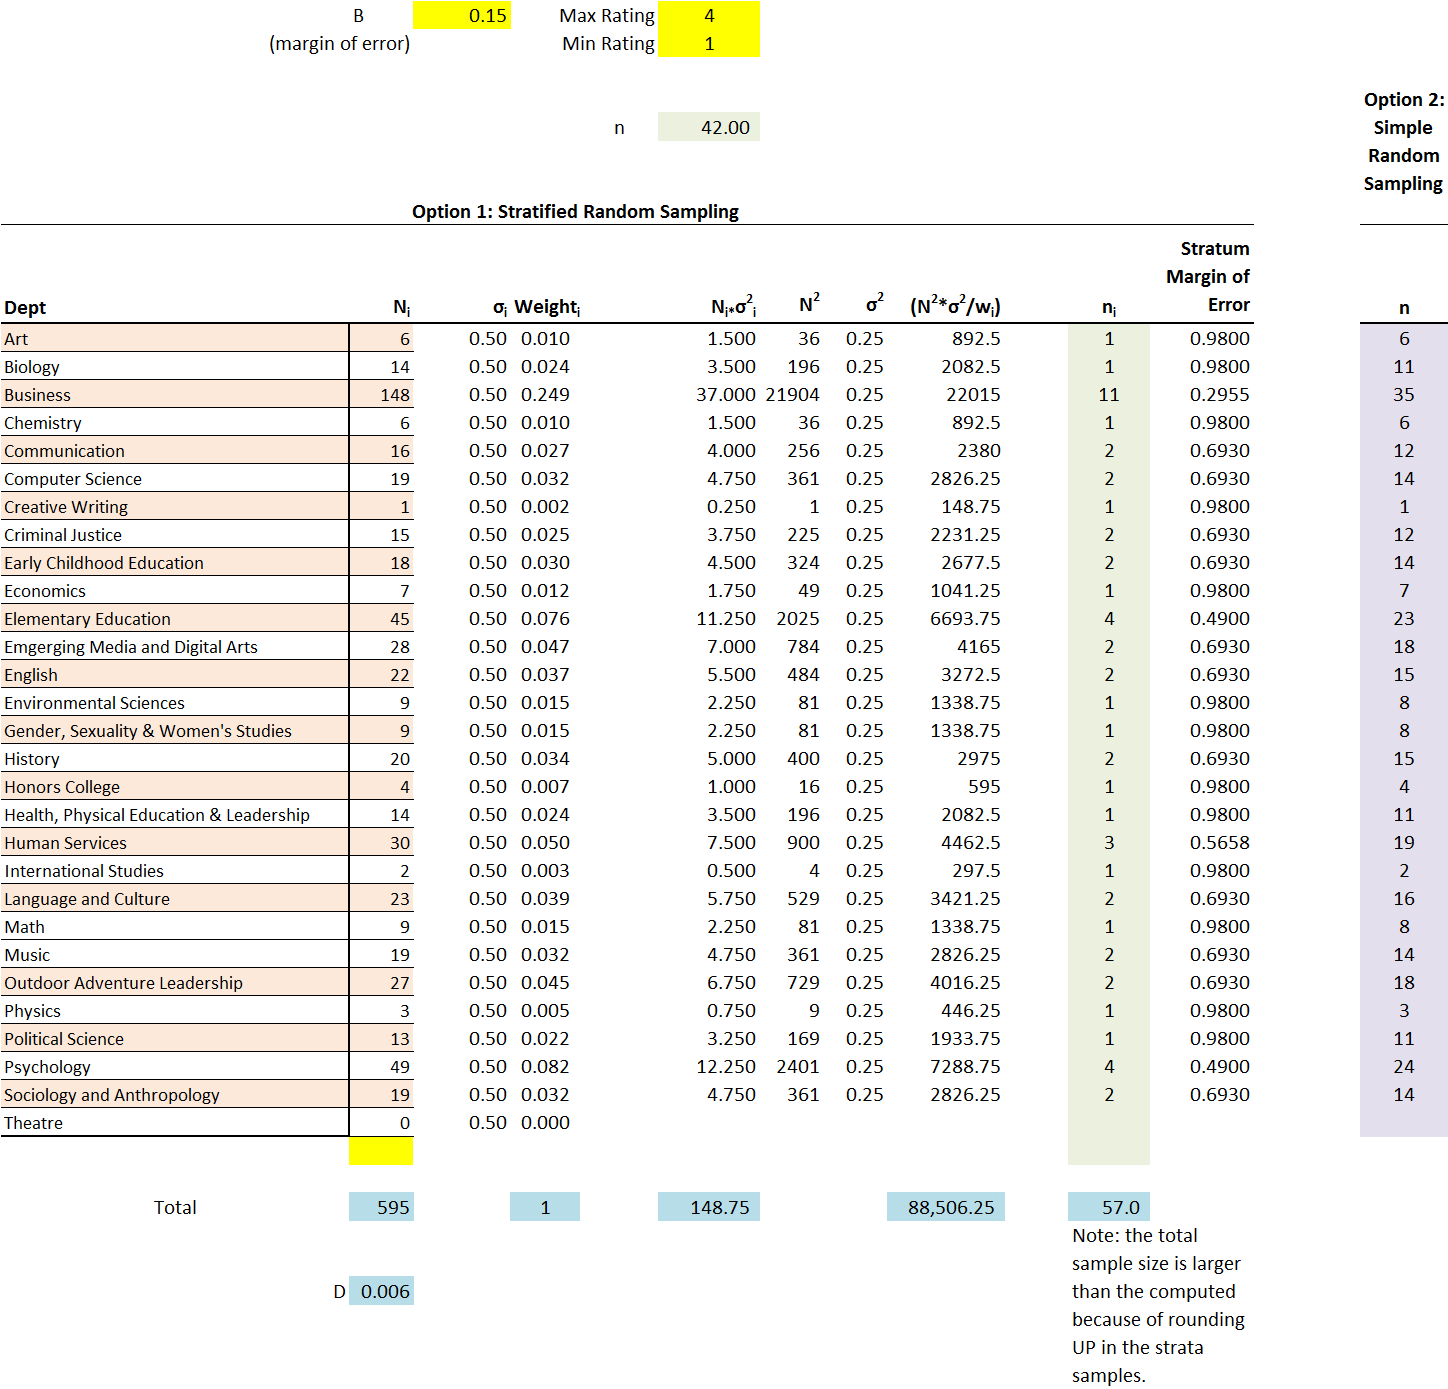 B 0.15 Max Rating 4
(margin of error) Min Rating 1
Option 2:
n 42.00 Simple
Random
Sampling
Option 1: Stratified Random Sampling
Stratum
Margin of
Dept Nᵢ σᵢ Weightᵢ Nᵢ*σ²ᵢ N² σ² (N²*σ²/wᵢ) nᵢ Error n
Art 6 0.50 0.010 1.500 36 0.25 892.5 1 0.9800 6
Biology 14 0.50 0.024 3.500 196 0.25 2082.5 1 0.9800 11
Business 148 0.50 0.249 37.000 21904 0.25 22015 11 0.2955 35
Chemistry 6 0.50 0.010 1.500 36 0.25 892.5 1 0.9800 6
Communication 16 0.50 0.027 4.000 256 0.25 2380 2 0.6930 12
Computer Science 19 0.50 0.032 4.750 361 0.25 2826.25 2 0.6930 14
Creative Writing 1 0.50 0.002 0.250 1 0.25 148.75 1 0.9800 1
Criminal Justice 15 0.50 0.025 3.750 225 0.25 2231.25 2 0.6930 12
Early Childhood Education 18 0.50 0.030 4.500 324 0.25 2677.5 2 0.6930 14
Economics 7 0.50 0.012 1.750 49 0.25 1041.25 1 0.9800 7
Elementary Education 45 0.50 0.076 11.250 2025 0.25 6693.75 4 0.4900 23
Emgerging Media and Digital Arts 28 0.50 0.047 7.000 784 0.25 4165 2 0.6930 18
English 22 0.50 0.037 5.500 484 0.25 3272.5 2 0.6930 15
Environmental Sciences 9 0.50 0.015 2.250 81 0.25 1338.75 1 0.9800 8
Gender, Sexuality & Women's Studies 9 0.50 0.015 2.250 81 0.25 1338.75 1 0.9800 8
History 20 0.50 0.034 5.000 400 0.25 2975 2 0.6930 15
Honors College 4 0.50 0.007 1.000 16 0.25 595 1 0.9800 4
Health, Physical Education & Leadership 14 0.50 0.024 3.500 196 0.25 2082.5 1 0.9800 11
Human Services 30 0.50 0.050 7.500 900 0.25 4462.5 3 0.5658 19
International Studies 2 0.50 0.003 0.500 4 0.25 297.5 1 0.9800 2
Language and Culture 23 0.50 0.039 5.750 529 0.25 3421.25 2 0.6930 16
Math 9 0.50 0.015 2.250 81 0.25 1338.75 1 0.9800 8
Music 19 0.50 0.032 4.750 361 0.25 2826.25 2 0.6930 14
Outdoor Adventure Leadership 27 0.50 0.045 6.750 729 0.25 4016.25 2 0.6930 18
Physics 3 0.50 0.005 0.750 9 0.25 446.25 1 0.9800 3
Political Science 13 0.50 0.022 3.250 169 0.25 1933.75 1 0.9800 11
Psychology 49 0.50 0.082 12.250 2401 0.25 7288.75 4 0.4900 24
Sociology and Anthropology 19 0.50 0.032 4.750 361 0.25 2826.25 2 0.6930 14
Theatre 0 0.50 0.000
Total 595 1 148.75 88,506.25 57.0
Note: the total
sample size is larger
D 0.006 than the computed
because of rounding
UP in the strata
samples.